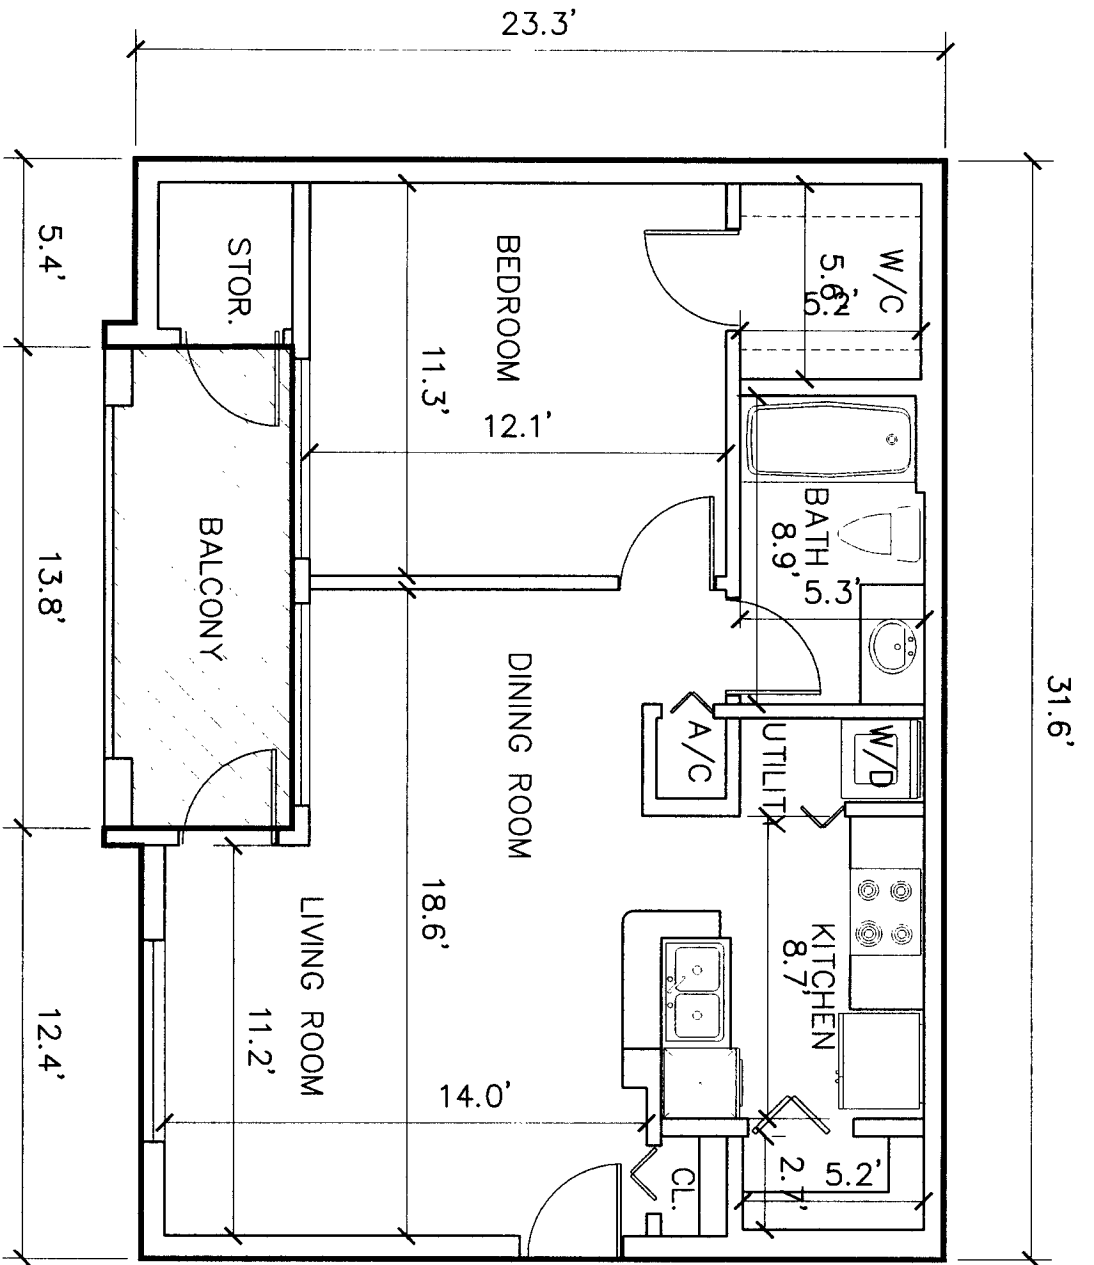 23.3'
31.6'
5.4'
13.8'
12.4'
STOR.
BEDROOM
11.3'
12.1'
W/C
5.6'
5.2'
BATH
8.9'
5.3'
BALCONY
DINING ROOM
A/C
UTILITY
W/D
KITCHEN
8.7'
18.6'
LIVING ROOM
11.2'
14.0'
CL.
2.7'
5.2'